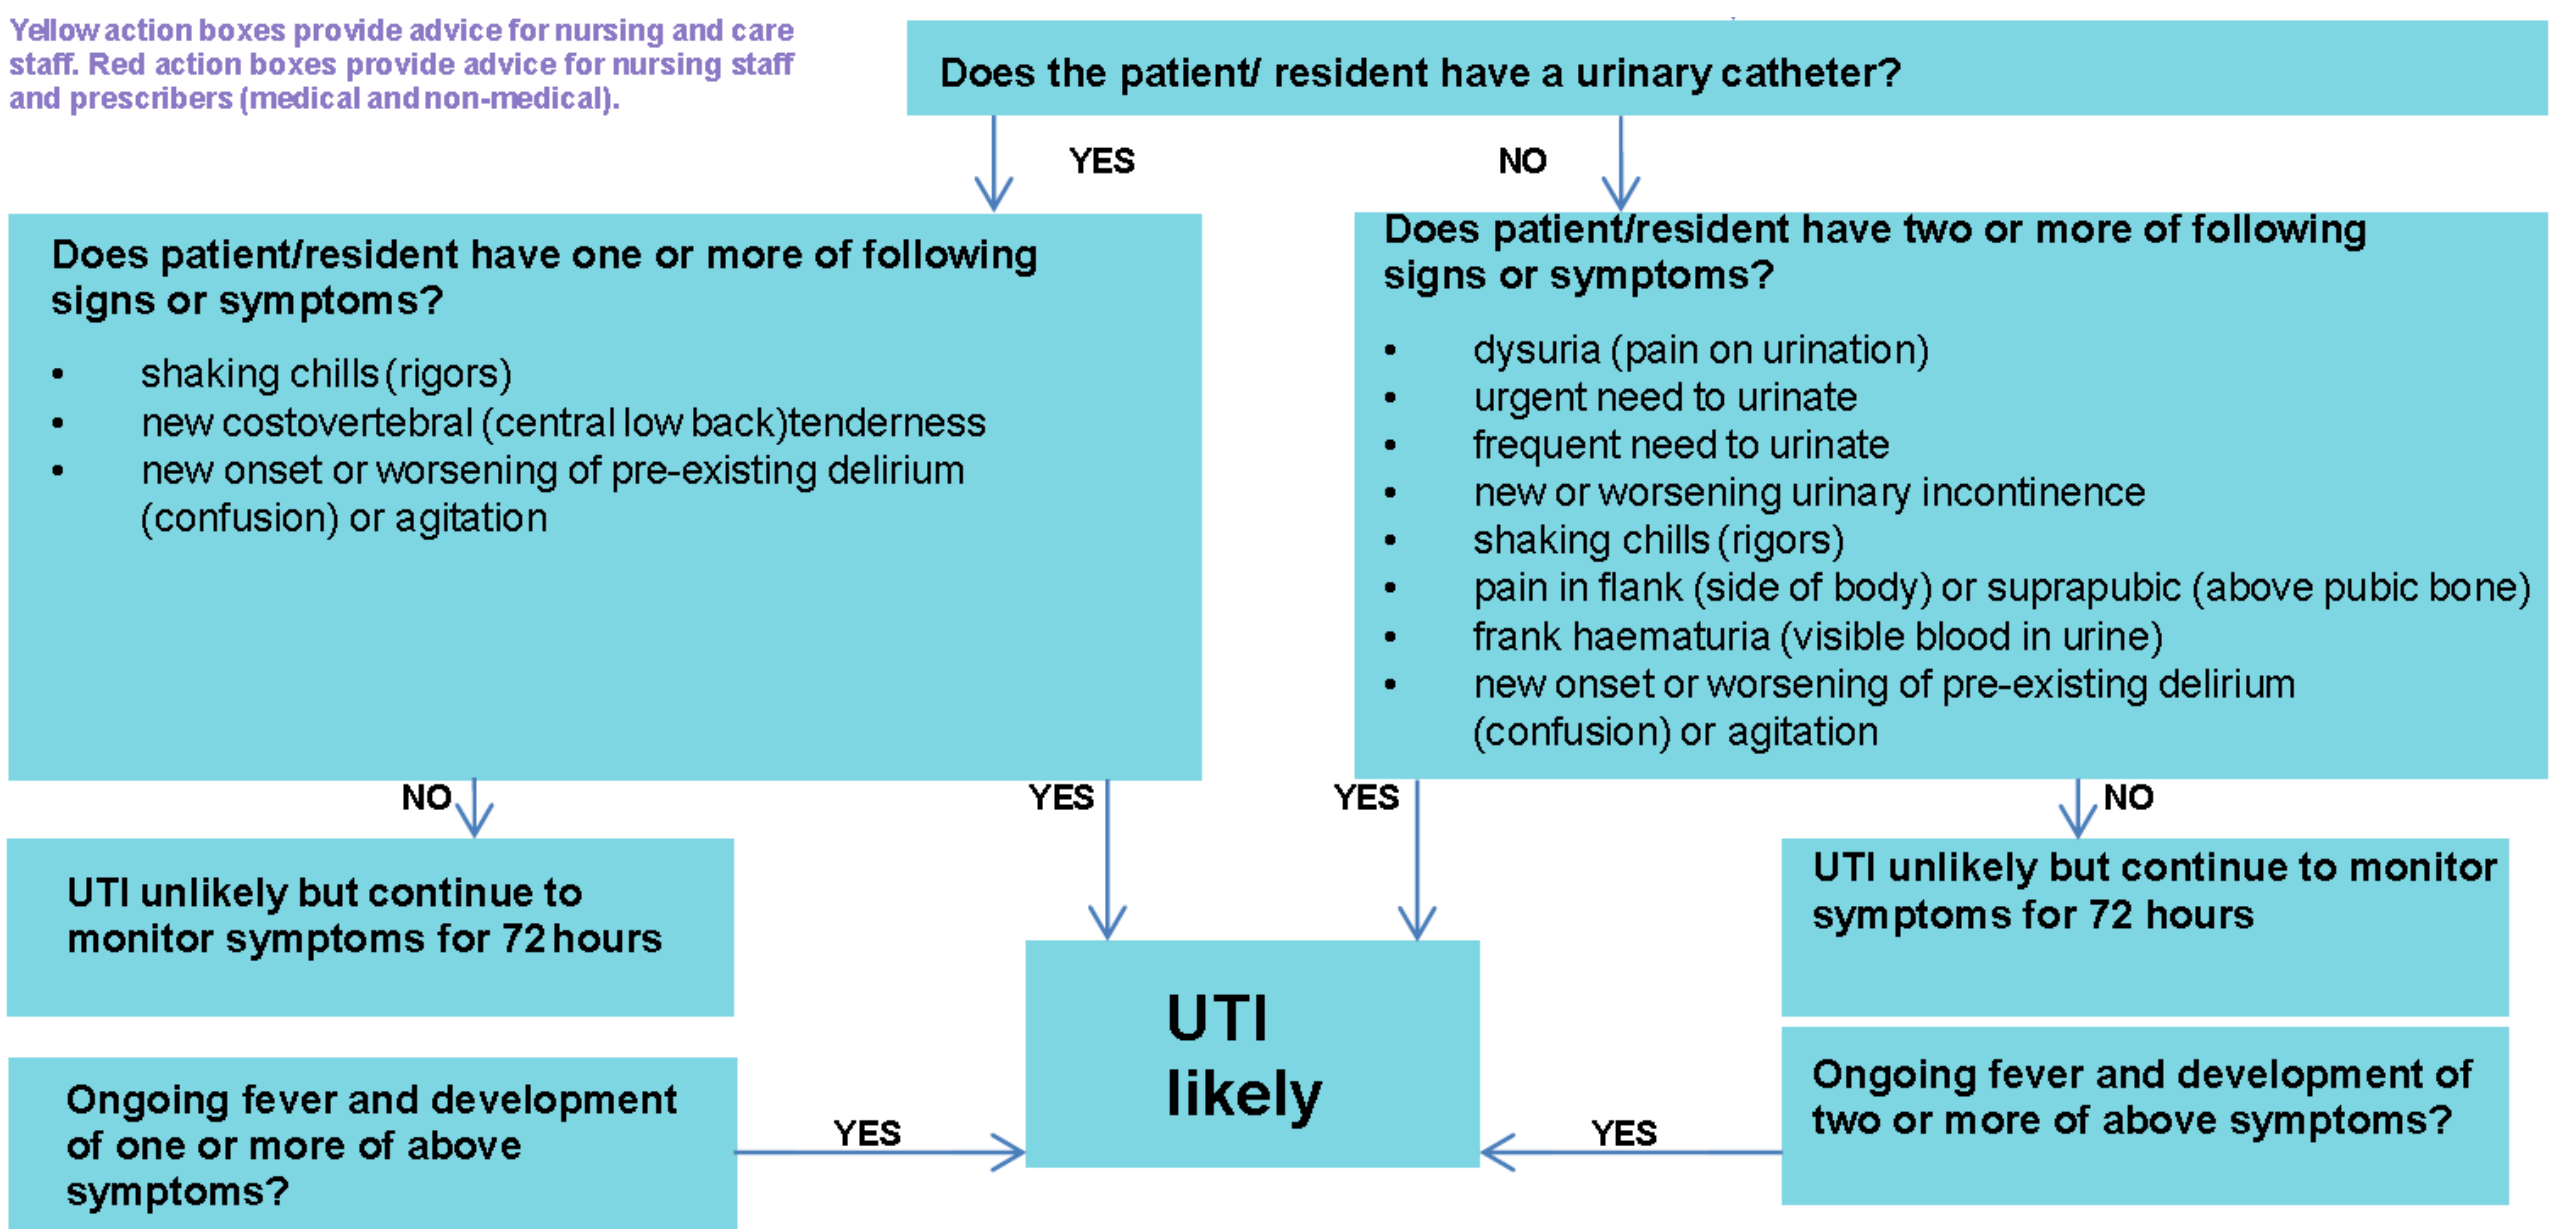 Yellow action boxes provide advice for nursing and care
staff. Red action boxes provide advice for nursing staff
and prescribers (medical and non-medical).
Does the patient/ resident have a urinary catheter?
YES
NO
Does patient/resident have one or more of following
signs or symptoms?
• shaking chills (rigors)
• new costovertebral (central low back)tenderness
• new onset or worsening of pre-existing delirium
(confusion) or agitation
Does patient/resident have two or more of following
signs or symptoms?
• dysuria (pain on urination)
• urgent need to urinate
• frequent need to urinate
• new or worsening urinary incontinence
• shaking chills (rigors)
• pain in flank (side of body) or suprapubic (above pubic bone)
• frank haematuria (visible blood in urine)
• new onset or worsening of pre-existing delirium
(confusion) or agitation
NO
YES
YES
NO
UTI unlikely but continue to
monitor symptoms for 72 hours
UTI unlikely but continue to monitor
symptoms for 72 hours
UTI
likely
Ongoing fever and development
of one or more of above
symptoms?
YES
YES
Ongoing fever and development of
two or more of above symptoms?